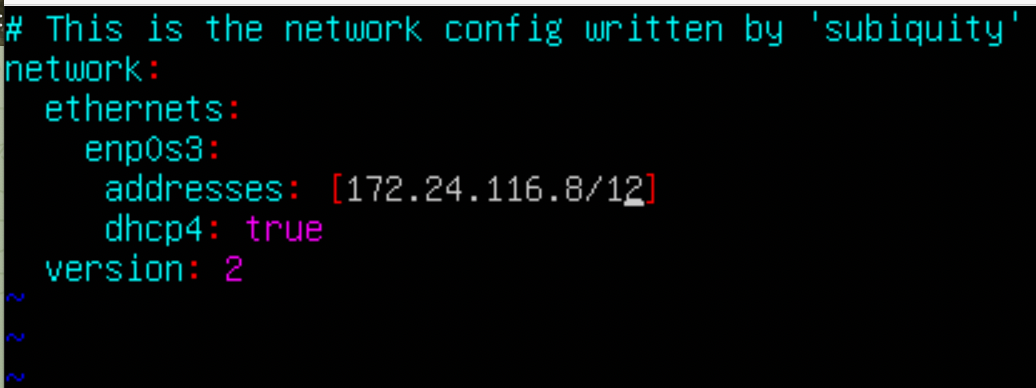 # This is the network config written by 'subiquity'
network:
  ethernets:
    enp0s3:
     addresses: [172.24.116.8/12]
     dhcp4: true
  version: 2
~
~
~